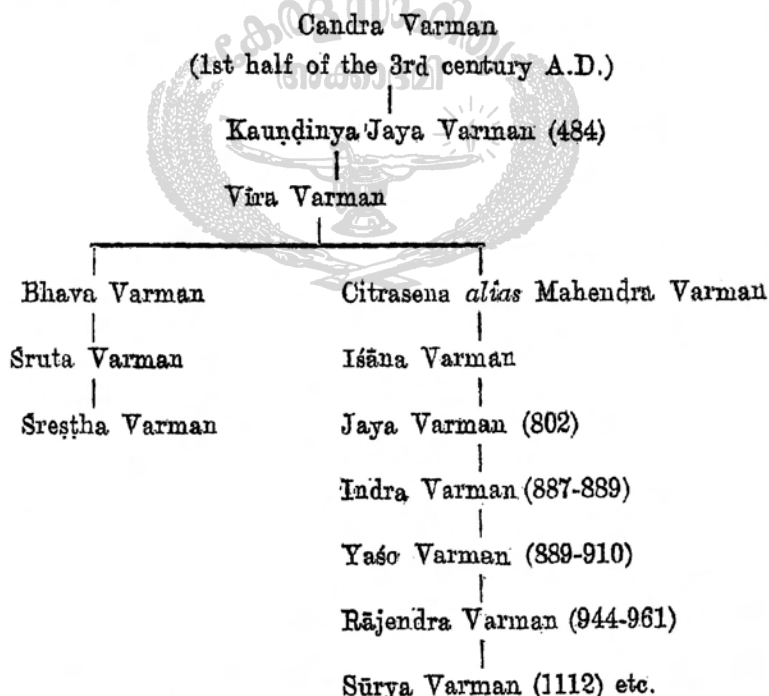 Candra Varman
(1st half of the 3rd century A.D.)
Kauṇḍinya Jaya Varman (484)
Vīra Varman
Bhava Varman
Citrasena alias Mahendra Varman
Śruta Varman
Iśāna Varman
Śreṣṭha Varman
Jaya Varman (802)
Indra Varman (887-889)
Yaśo Varman (889-910)
Rājendra Varman (944-961)
Sūrya Varman (1112) etc.